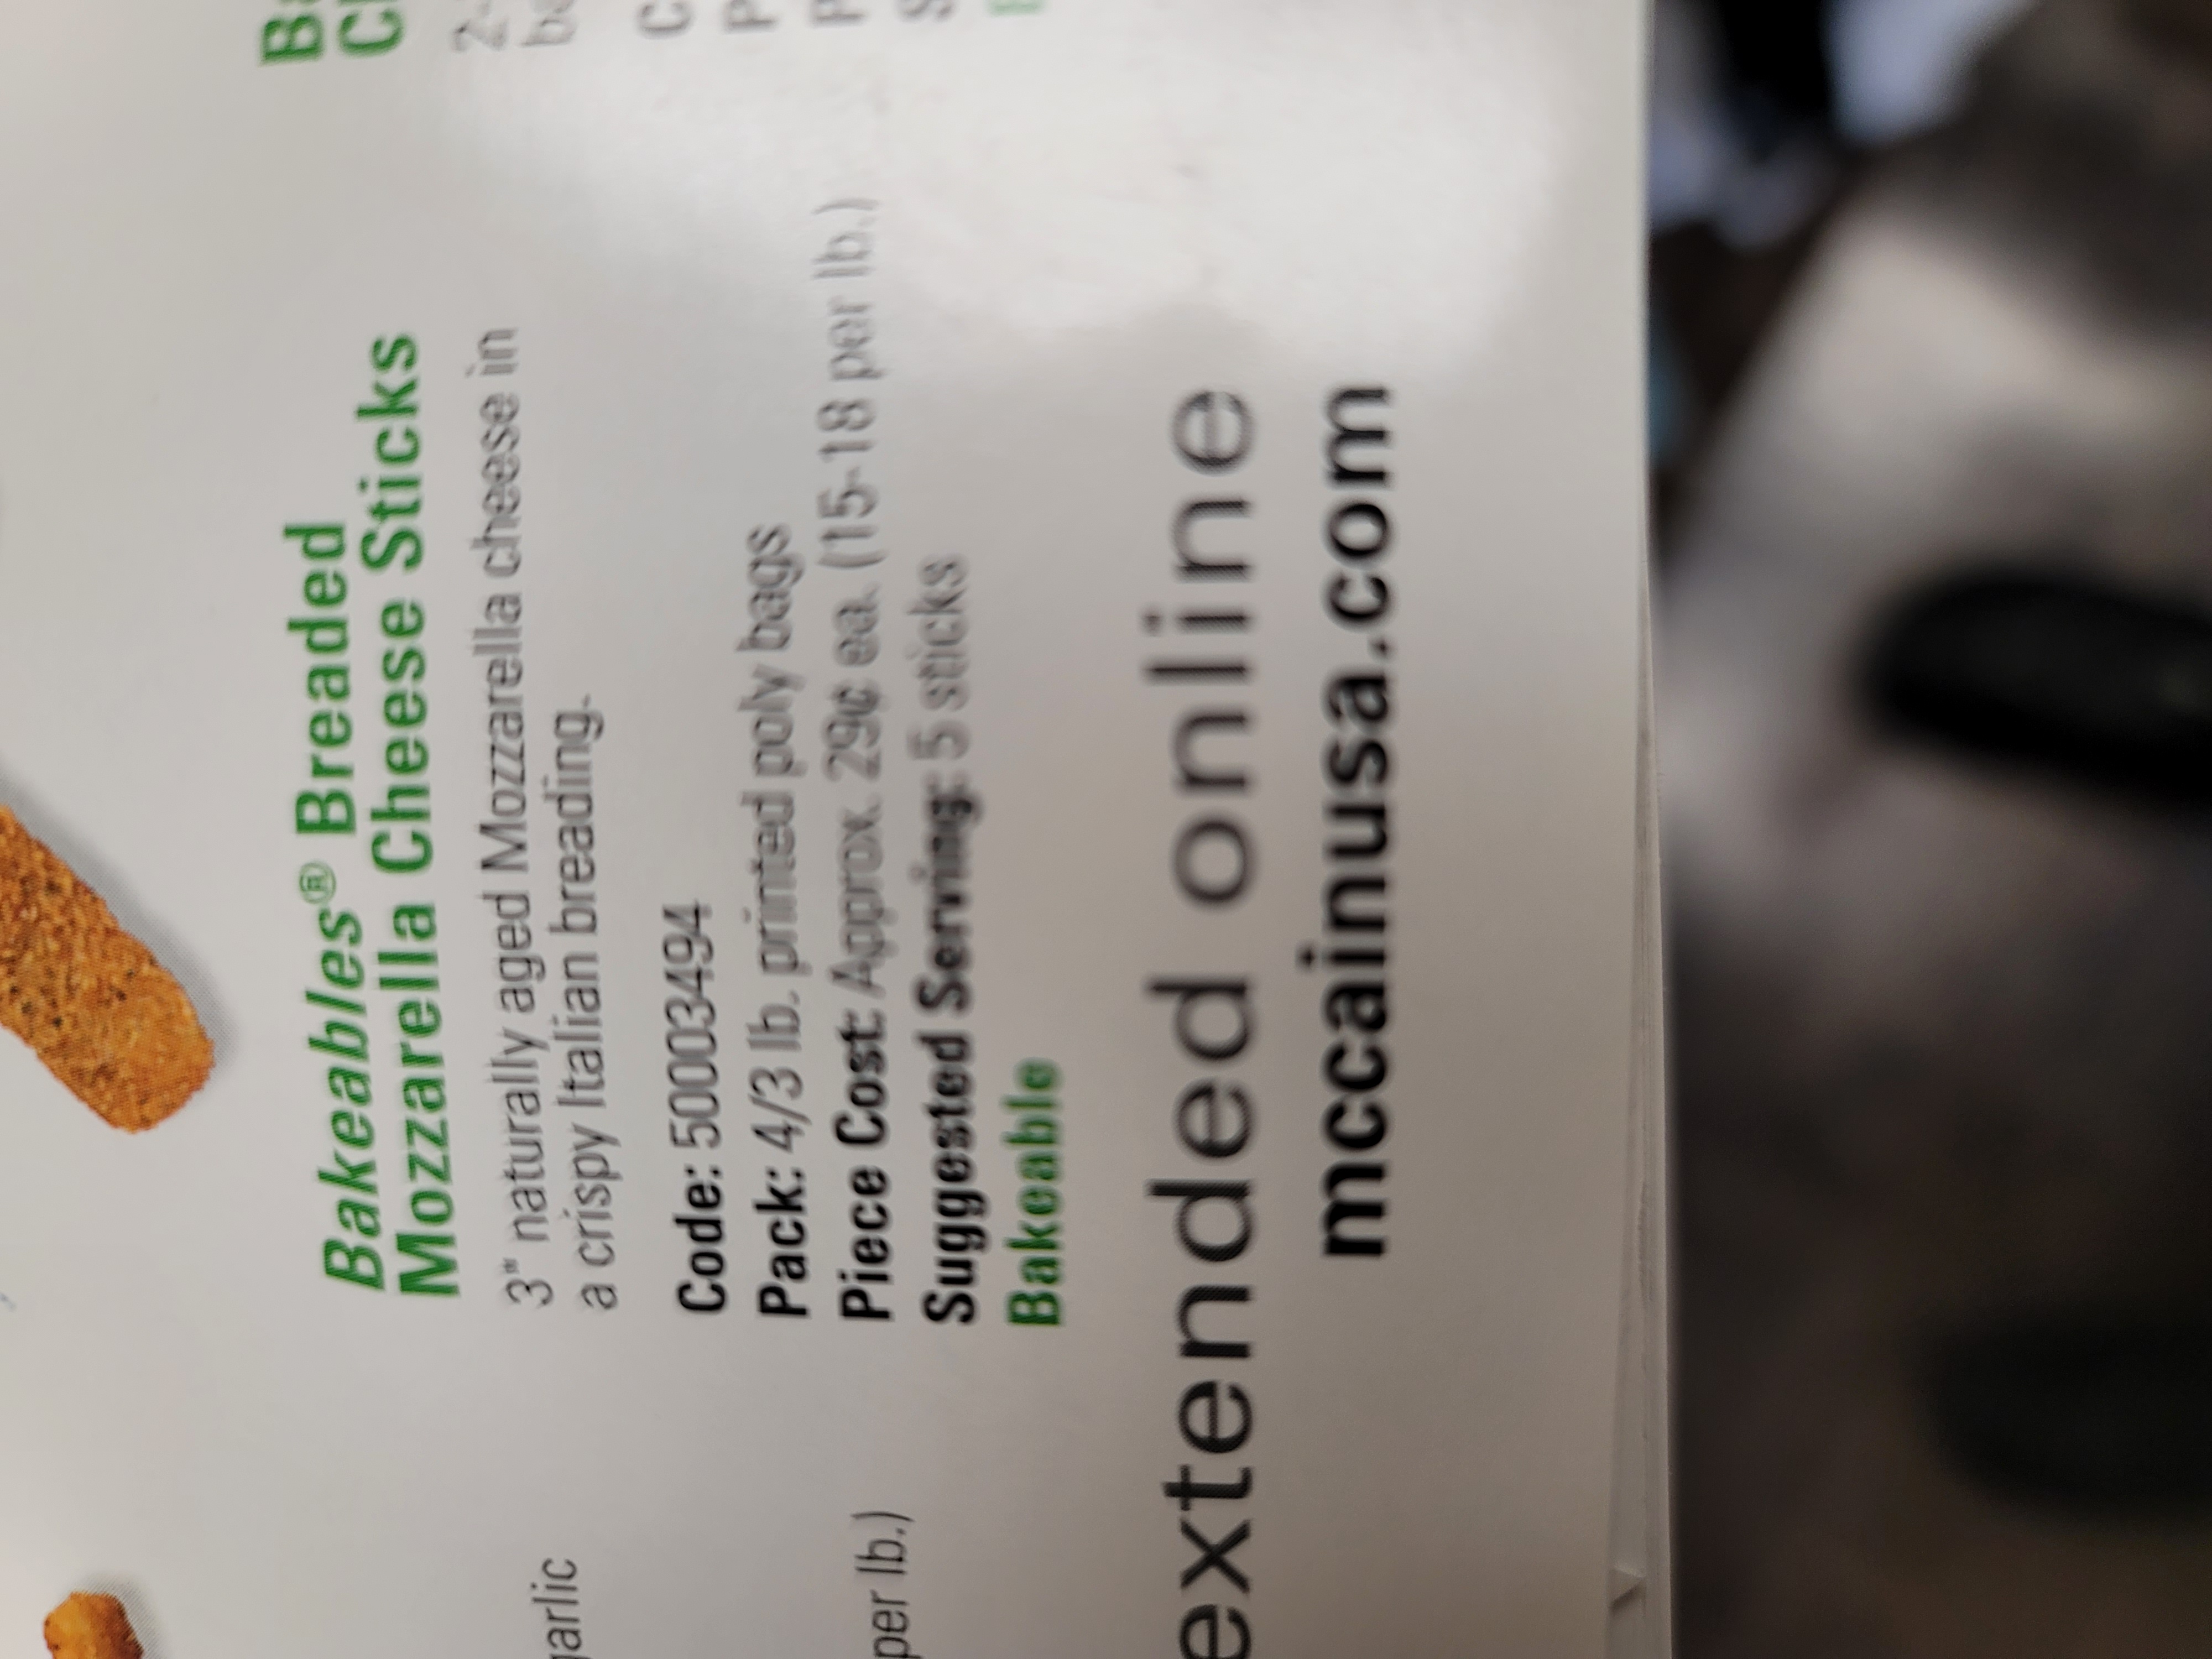 Bakeables® Breaded
Mozzarella Cheese Sticks
3" naturally aged Mozzarella cheese in
a crispy Italian breading.
Code: 50003494
Pack: 4/3 lb. printed poly bags
Piece Cost: Approx. 29¢ ea. (15-18 per lb.)
Suggested Serving: 5 sticks
Bakeable
per lb.)
extended online
mccainusa.com